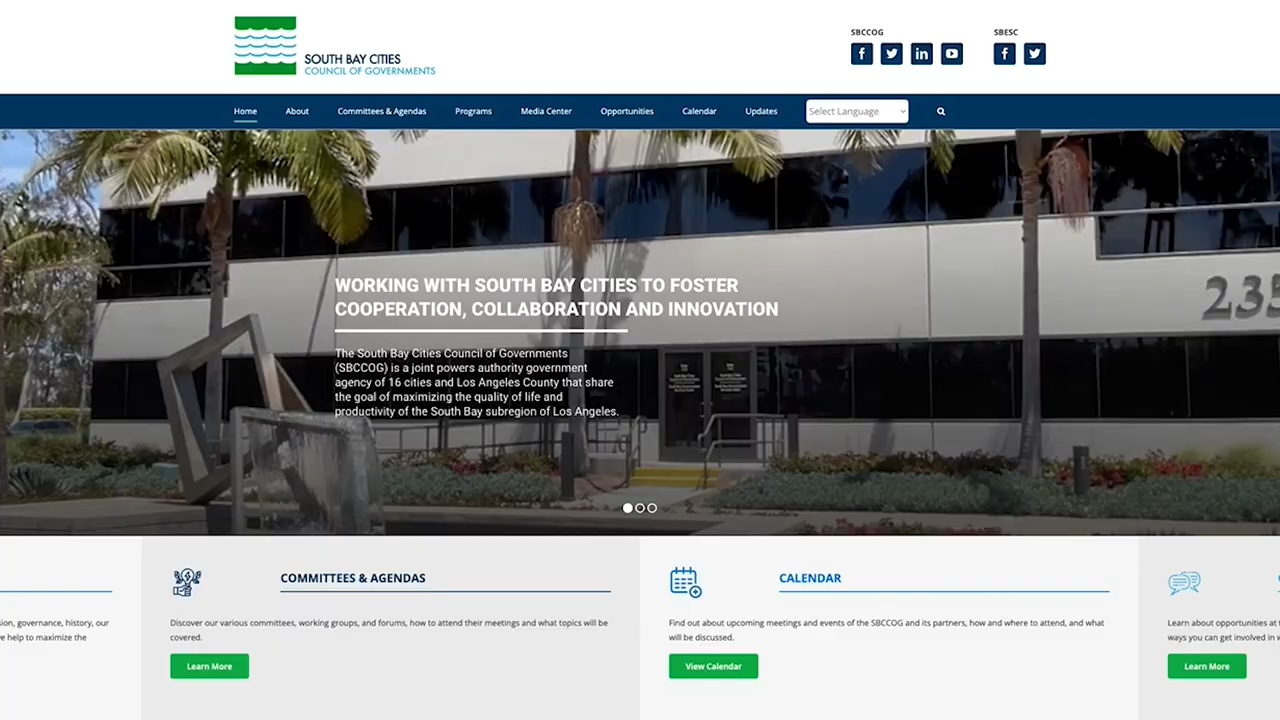 SOUTH BAY CITIES
COUNCIL OF GOVERNMENTS
SBCCOG
SBESC
Home About Committees & Agendas Programs Media Center Opportunities Calendar Updates Select Language
WORKING WITH SOUTH BAY CITIES TO FOSTER
COOPERATION, COLLABORATION AND INNOVATION
The South Bay Cities Council of Governments
(SBCCOG) is a joint powers authority government
agency of 16 cities and Los Angeles County that share
the goal of maximizing the quality of life and
productivity of the South Bay subregion of Los Angeles.
235
COMMITTEES & AGENDAS
CALENDAR
governance, history, our
help to maximize the
Discover our various committees, working groups, and forums, how to attend their meetings and what topics will be
covered.
Learn More
Find out about upcoming meetings and events of the SBCCOG and its partners, how and where to attend, and what
will be discussed.
View Calendar
Learn about opportunities at
ways you can get involved in
Learn More